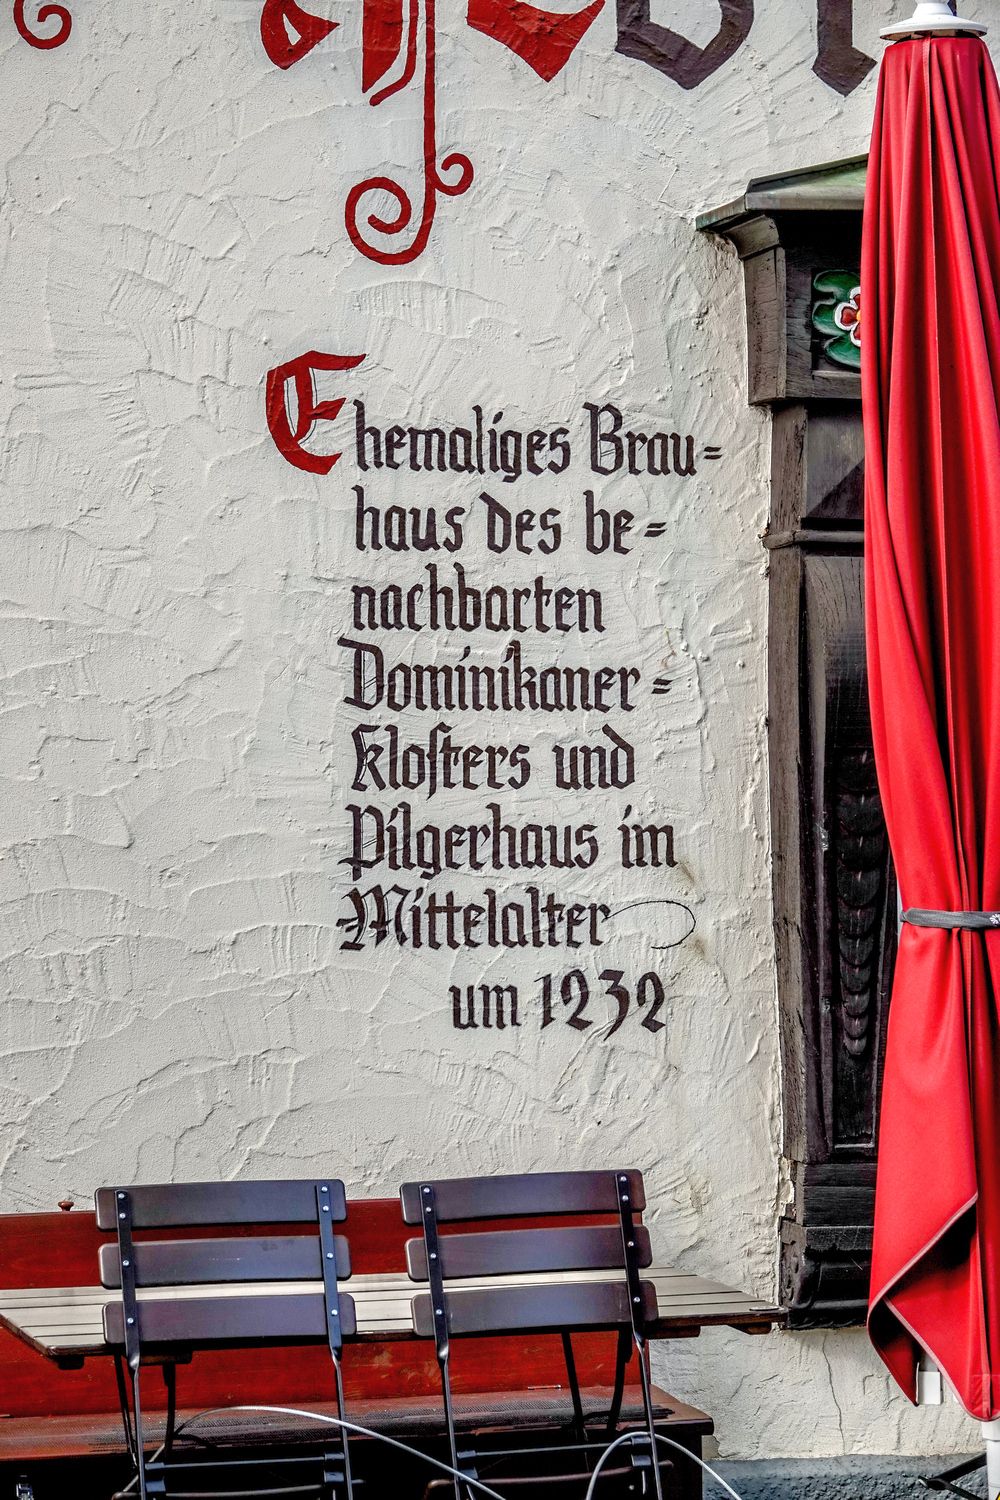 Ehemaliges Brau=
haus des be=
nachbarten
Dominikaner=
Klosters und
Pilgerhaus im
Mittelalter
um 1232